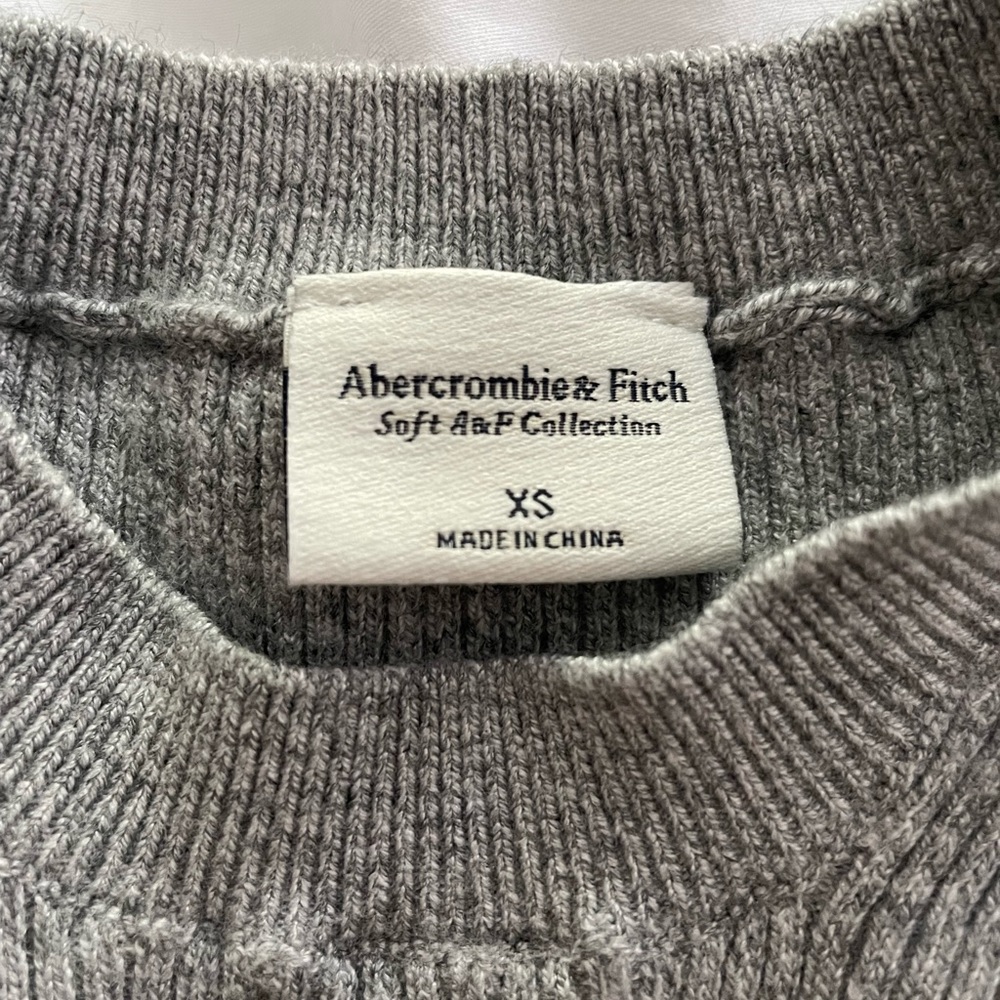 Abercrombie & Fitch
Soft A&F Collection
XS
MADE IN CHINA